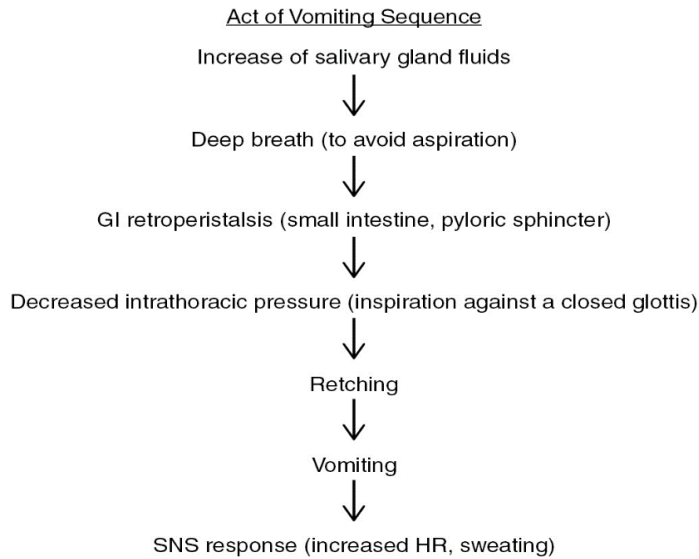 Act of Vomiting Sequence
Increase of salivary gland fluids
Deep breath (to avoid aspiration)
GI retroperistalsis (small intestine, pyloric sphincter)
Decreased intrathoracic pressure (inspiration against a closed glottis)
Retching
Vomiting
SNS response (increased HR, sweating)